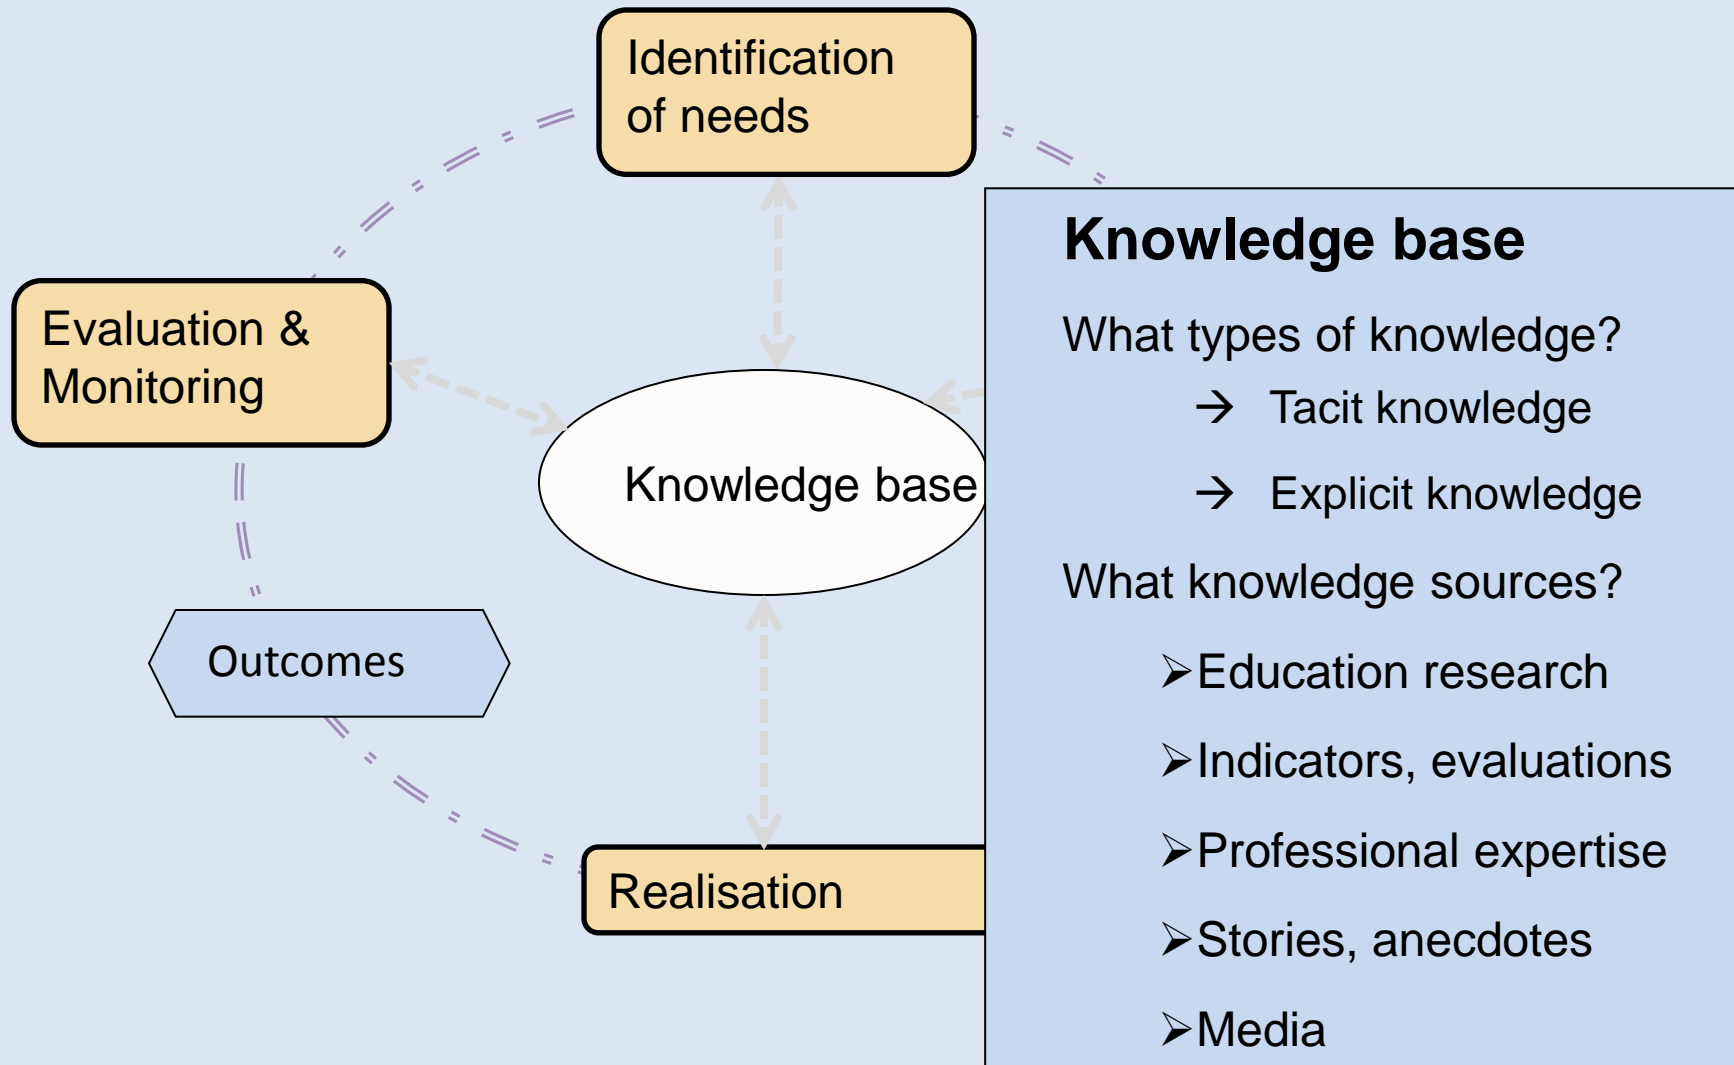 Identification
of needs
Evaluation &
Monitoring
Knowledge base
Outcomes
Realisation
Knowledge base
What types of knowledge?
→ Tacit knowledge
→ Explicit knowledge
What knowledge sources?
➢Education research
➢Indicators, evaluations
➢Professional expertise
➢Stories, anecdotes
➢Media